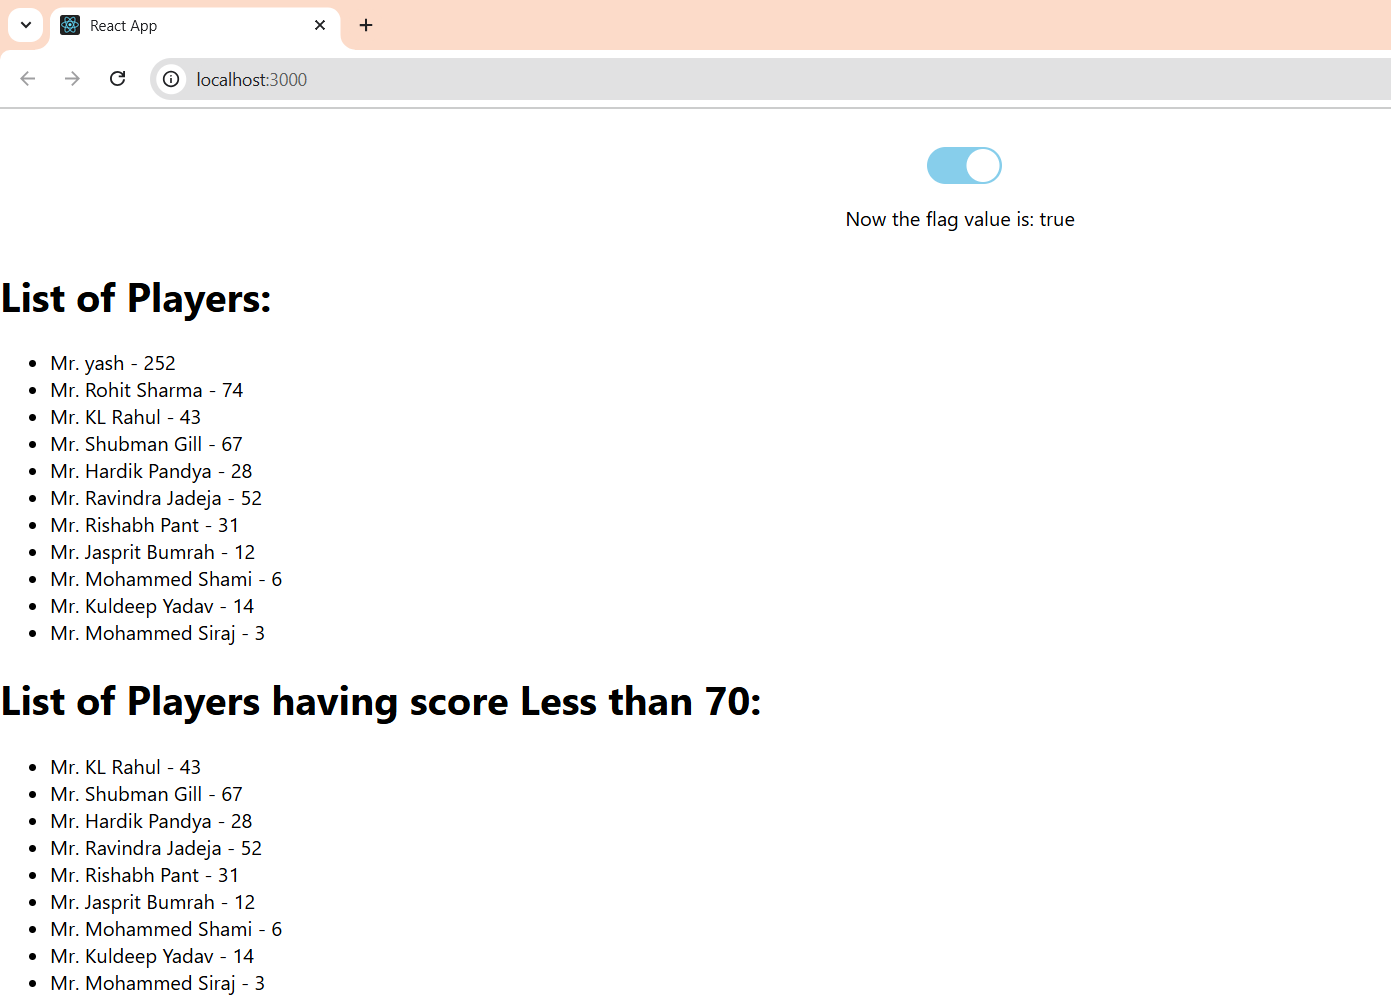 React App
localhost:3000
Now the flag value is: true
List of Players:
Mr. yash - 252
Mr. Rohit Sharma - 74
Mr. KL Rahul - 43
Mr. Shubman Gill - 67
Mr. Hardik Pandya - 28
Mr. Ravindra Jadeja - 52
Mr. Rishabh Pant - 31
Mr. Jasprit Bumrah - 12
Mr. Mohammed Shami - 6
Mr. Kuldeep Yadav - 14
Mr. Mohammed Siraj - 3
List of Players having score Less than 70:
Mr. KL Rahul - 43
Mr. Shubman Gill - 67
Mr. Hardik Pandya - 28
Mr. Ravindra Jadeja - 52
Mr. Rishabh Pant - 31
Mr. Jasprit Bumrah - 12
Mr. Mohammed Shami - 6
Mr. Kuldeep Yadav - 14
Mr. Mohammed Siraj - 3